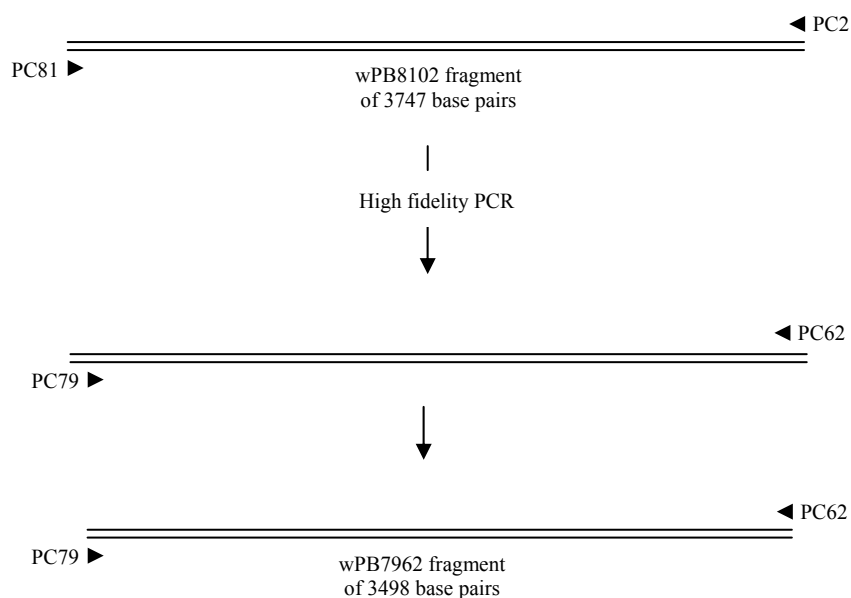 PC2
PC81
wPB8102 fragment
of 3747 base pairs
High fidelity PCR
PC62
PC79
PC62
PC79
wPB7962 fragment
of 3498 base pairs